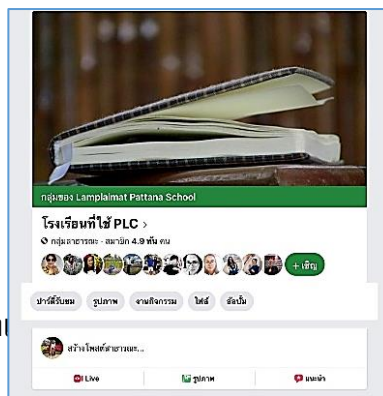 กลุ่มของ Lamplaimat Pattana School
โรงเรียนที่ใช้ PLC >
กลุ่มสาธารณะ · สมาชิก 4.9 พัน คน
+ เชิญ
ปาร์ตี้รับชม รูปภาพ งานกิจกรรม ไฟล์ อัลบั้ม
สร้างโพสต์สาธารณะ...
Live รูปภาพ แนะนำ